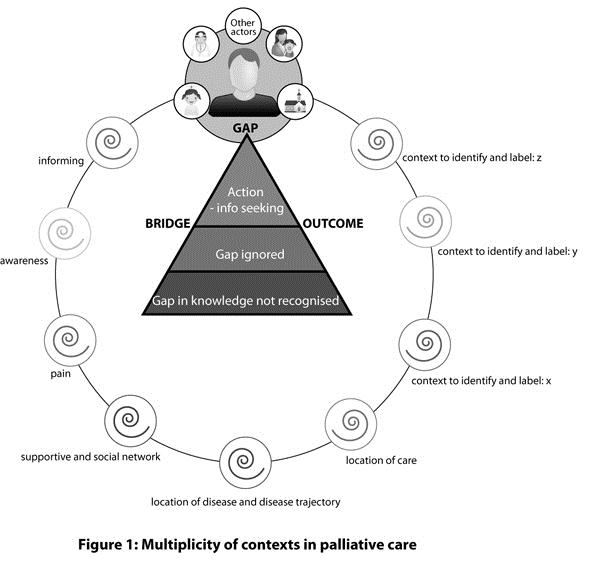 Other
actors
GAP
informing
context to identify and label: z
Action
- info seeking
BRIDGE
OUTCOME
awareness
context to identify and label: y
Gap ignored
Gap in knowledge not recognised
pain
context to identify and label: x
supportive and social network
location of care
location of disease and disease trajectory
Figure 1: Multiplicity of contexts in palliative care